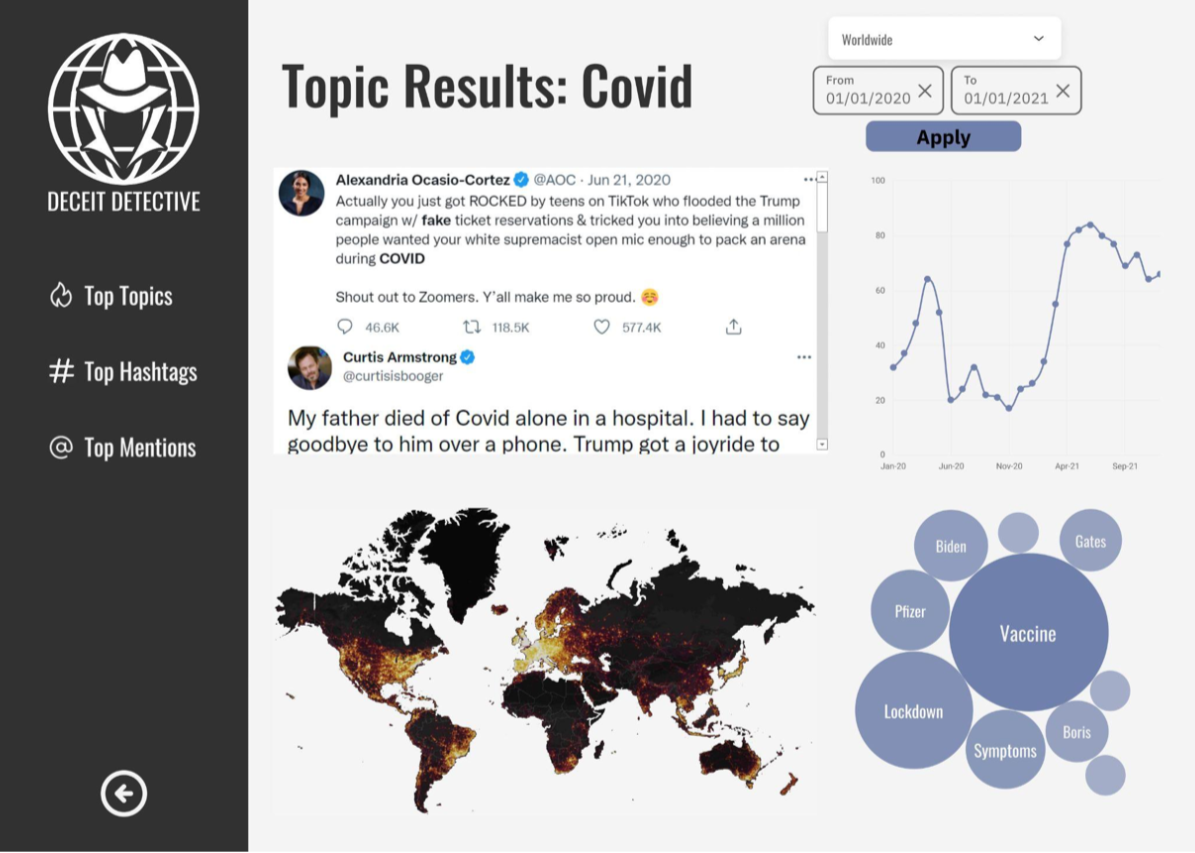 DECEIT DETECTIVE
Top Topics
# Top Hashtags
@ Top Mentions
Topic Results: Covid
Worldwide
From
01/01/2020
To
01/01/2021
Apply
Alexandria Ocasio-Cortez @AOC · Jun 21, 2020
Actually you just got ROCKED by teens on TikTok who flooded the Trump
campaign w/ fake ticket reservations & tricked you into believing a million
people wanted your white supremacist open mic enough to pack an arena
during COVID
Shout out to Zoomers. Y'all make me so proud. ☺️
46.6K 118.5K 577.4K
Curtis Armstrong
@curtisisbooger
My father died of Covid alone in a hospital. I had to say
goodbye to him over a phone. Trump got a joyride to
100
80
60
40
20
0
Jan-20 Jun-20 Nov-20 Apr-21 Sep-21
Biden
Gates
Pfizer
Vaccine
Lockdown
Boris
Symptoms